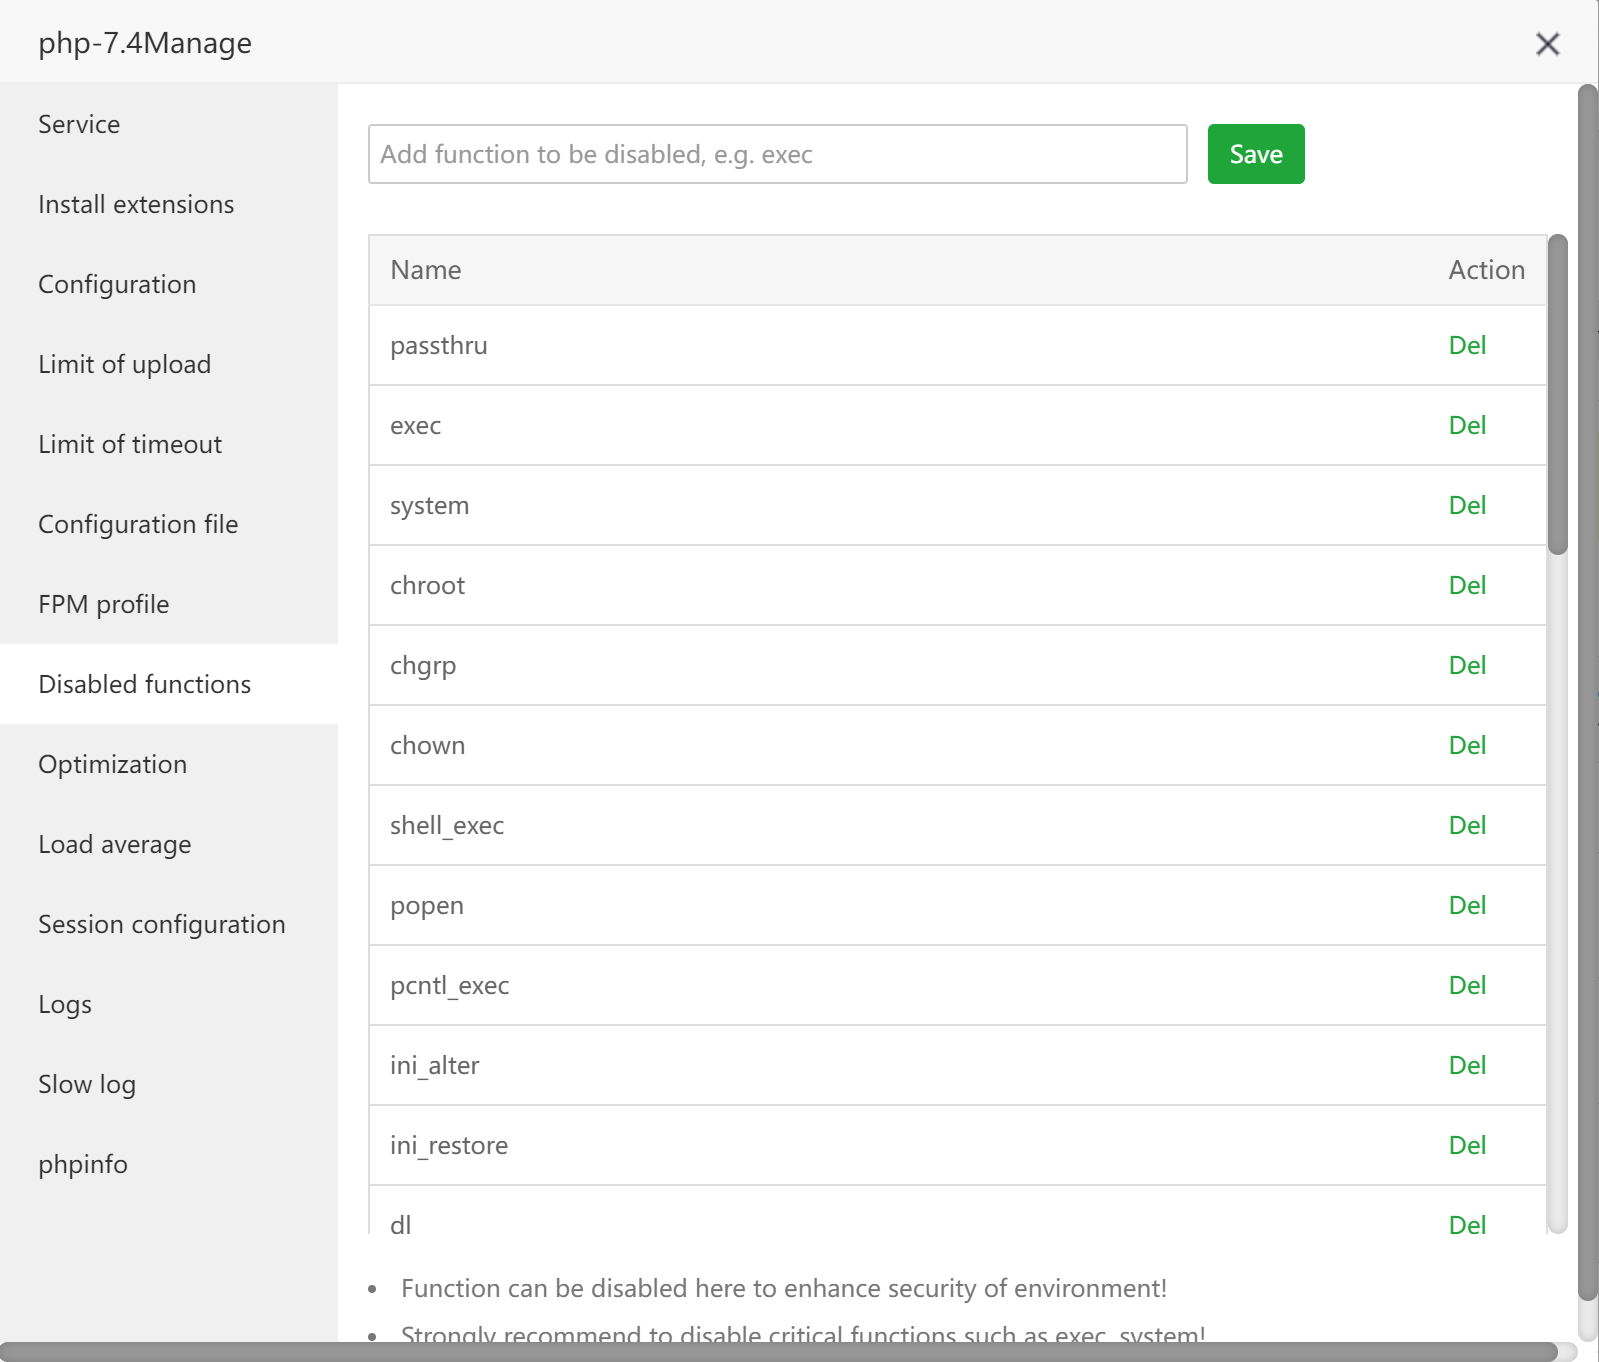 php-7.4Manage
Service
Install extensions
Configuration
Limit of upload
Limit of timeout
Configuration file
FPM profile
Disabled functions
Optimization
Load average
Session configuration
Logs
Slow log
phpinfo
Add function to be disabled, e.g. exec
Save
Name Action
passthru Del
exec Del
system Del
chroot Del
chgrp Del
chown Del
shell_exec Del
popen Del
pcntl_exec Del
ini_alter Del
ini_restore Del
dl Del
• Function can be disabled here to enhance security of environment!
• Strongly recommend to disable critical functions such as exec, system!